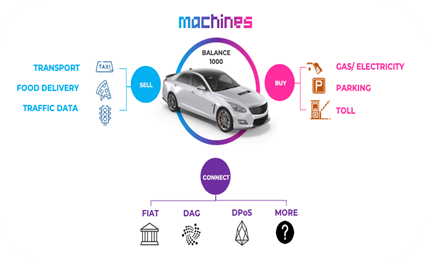 machines
BALANCE
1000
TRANSPORT
TAXI
FOOD DELIVERY
TRAFFIC DATA
SELL
BUY
GAS/ ELECTRICITY
PARKING
P
TOLL
CONNECT
FIAT
DAG
DPoS
MORE
?